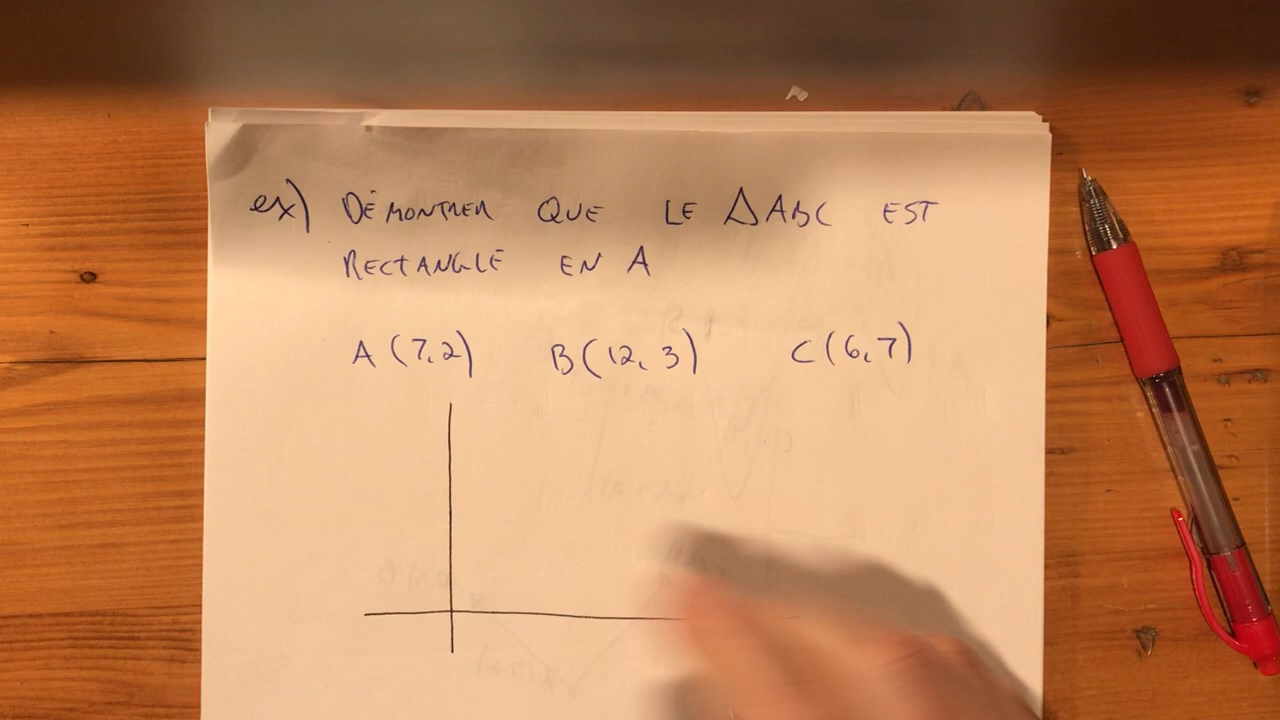 ex) DÉMONTRER QUE LE ΔABC EST
RECTANGLE EN A
A(7,2) B(12,3) C(6,7)